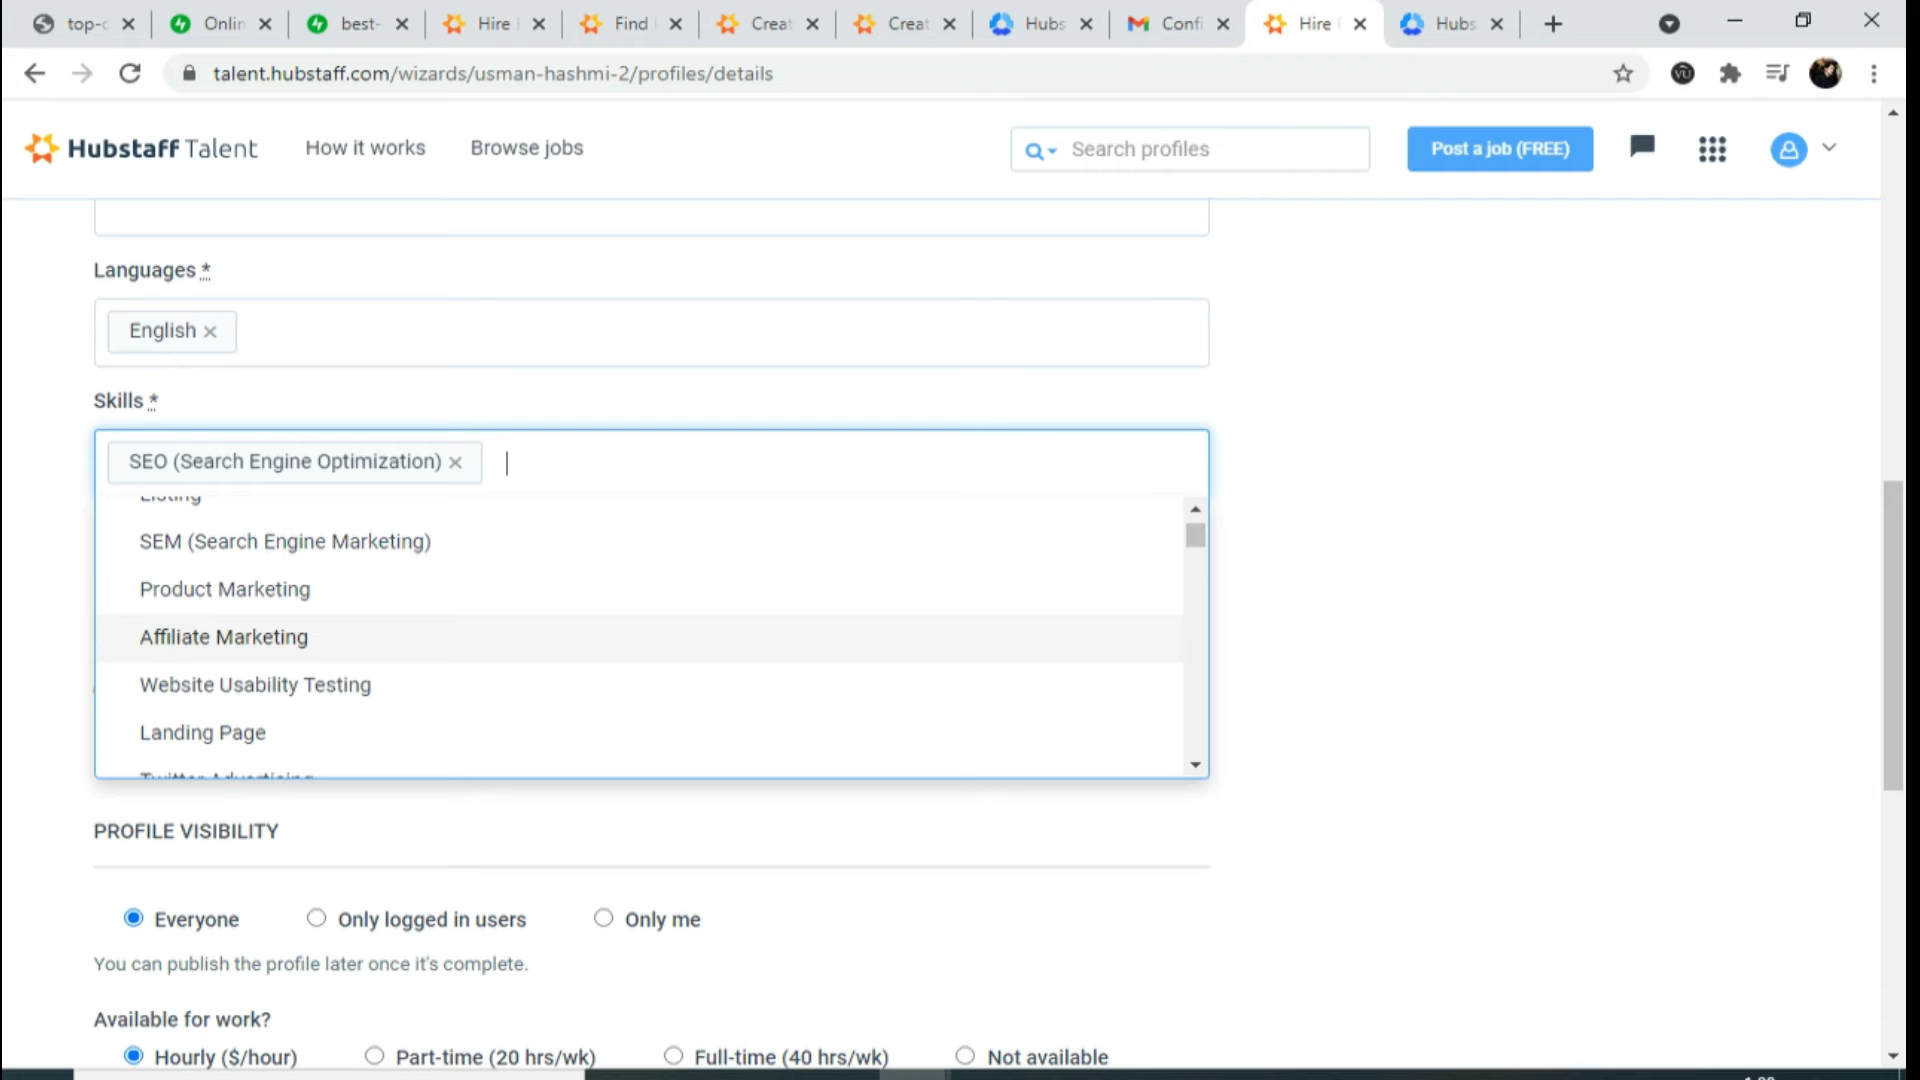 top-c
Onlin
best-
Hire
Find
Creat
Creat
Hubs
Confi
Hire
Hubs
talent.hubstaff.com/wizards/usman-hashmi-2/profiles/details
Hubstaff Talent
How it works
Browse jobs
Search profiles
Post a job (FREE)
Languages *
English ×
Skills *
SEO (Search Engine Optimization) ×
Listing
SEM (Search Engine Marketing)
Product Marketing
Affiliate Marketing
Website Usability Testing
Landing Page
Twitter Advertising
PROFILE VISIBILITY
Everyone
Only logged in users
Only me
You can publish the profile later once it's complete.
Available for work?
Hourly ($/hour)
Part-time (20 hrs/wk)
Full-time (40 hrs/wk)
Not available